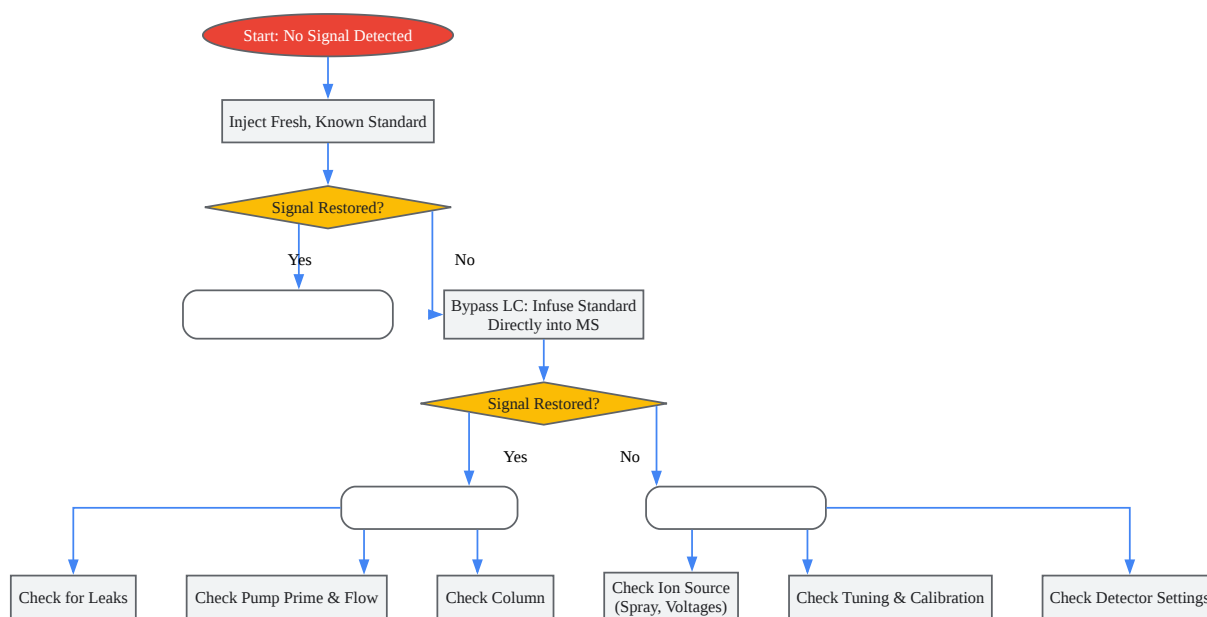 Start: No Signal Detected
Inject Fresh, Known Standard
Signal Restored?
Yes
No
Bypass LC: Infuse Standard
Directly into MS
Signal Restored?
Yes
No
Check for Leaks
Check Pump Prime & Flow
Check Column
Check Ion Source
(Spray, Voltages)
Check Tuning & Calibration
Check Detector Settings